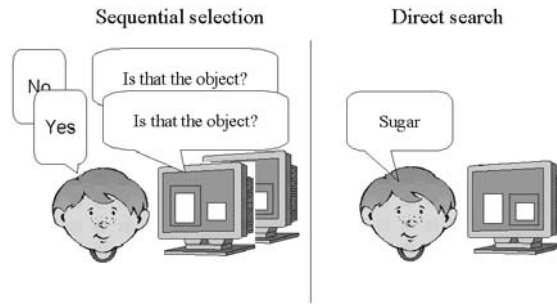 Sequential selection
Direct search
No
Is that the object?
Yes
Is that the object?
Sugar